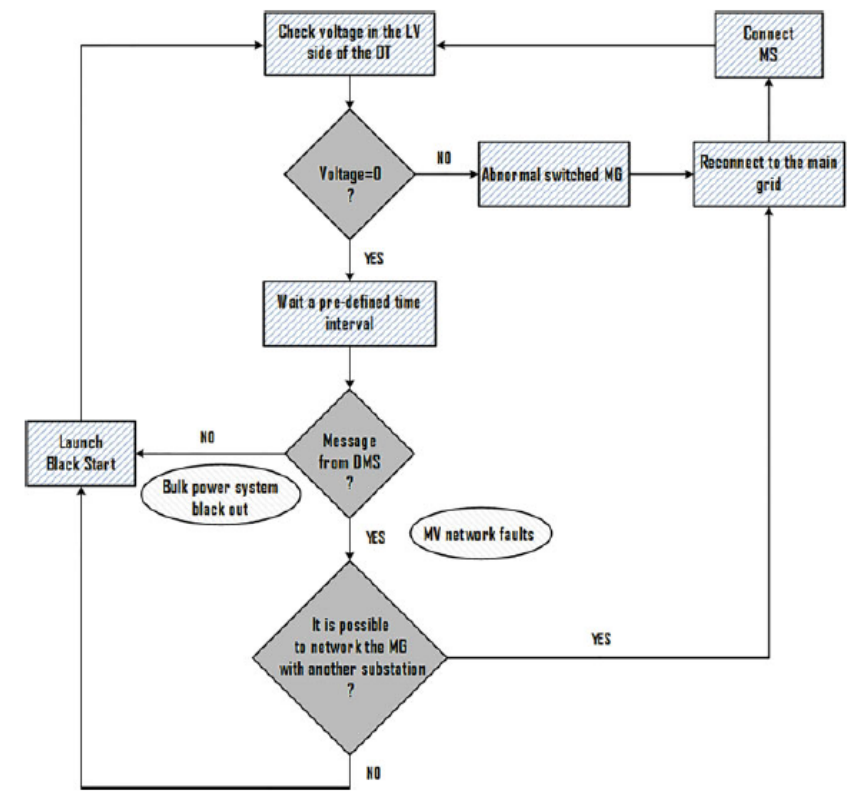 Check voltage in the LV
side of the DT
Connect
MS
Voltage=0
?
NO
Abnormal switched MG
Reconnect to the main
grid
YES
Wait a pre-defined time
interval
Message
from DMS
?
NO
Launch
Black Start
Bulk power system
black out
YES
MV network faults
It is possible
to network the MG
with another substation
?
YES
NO